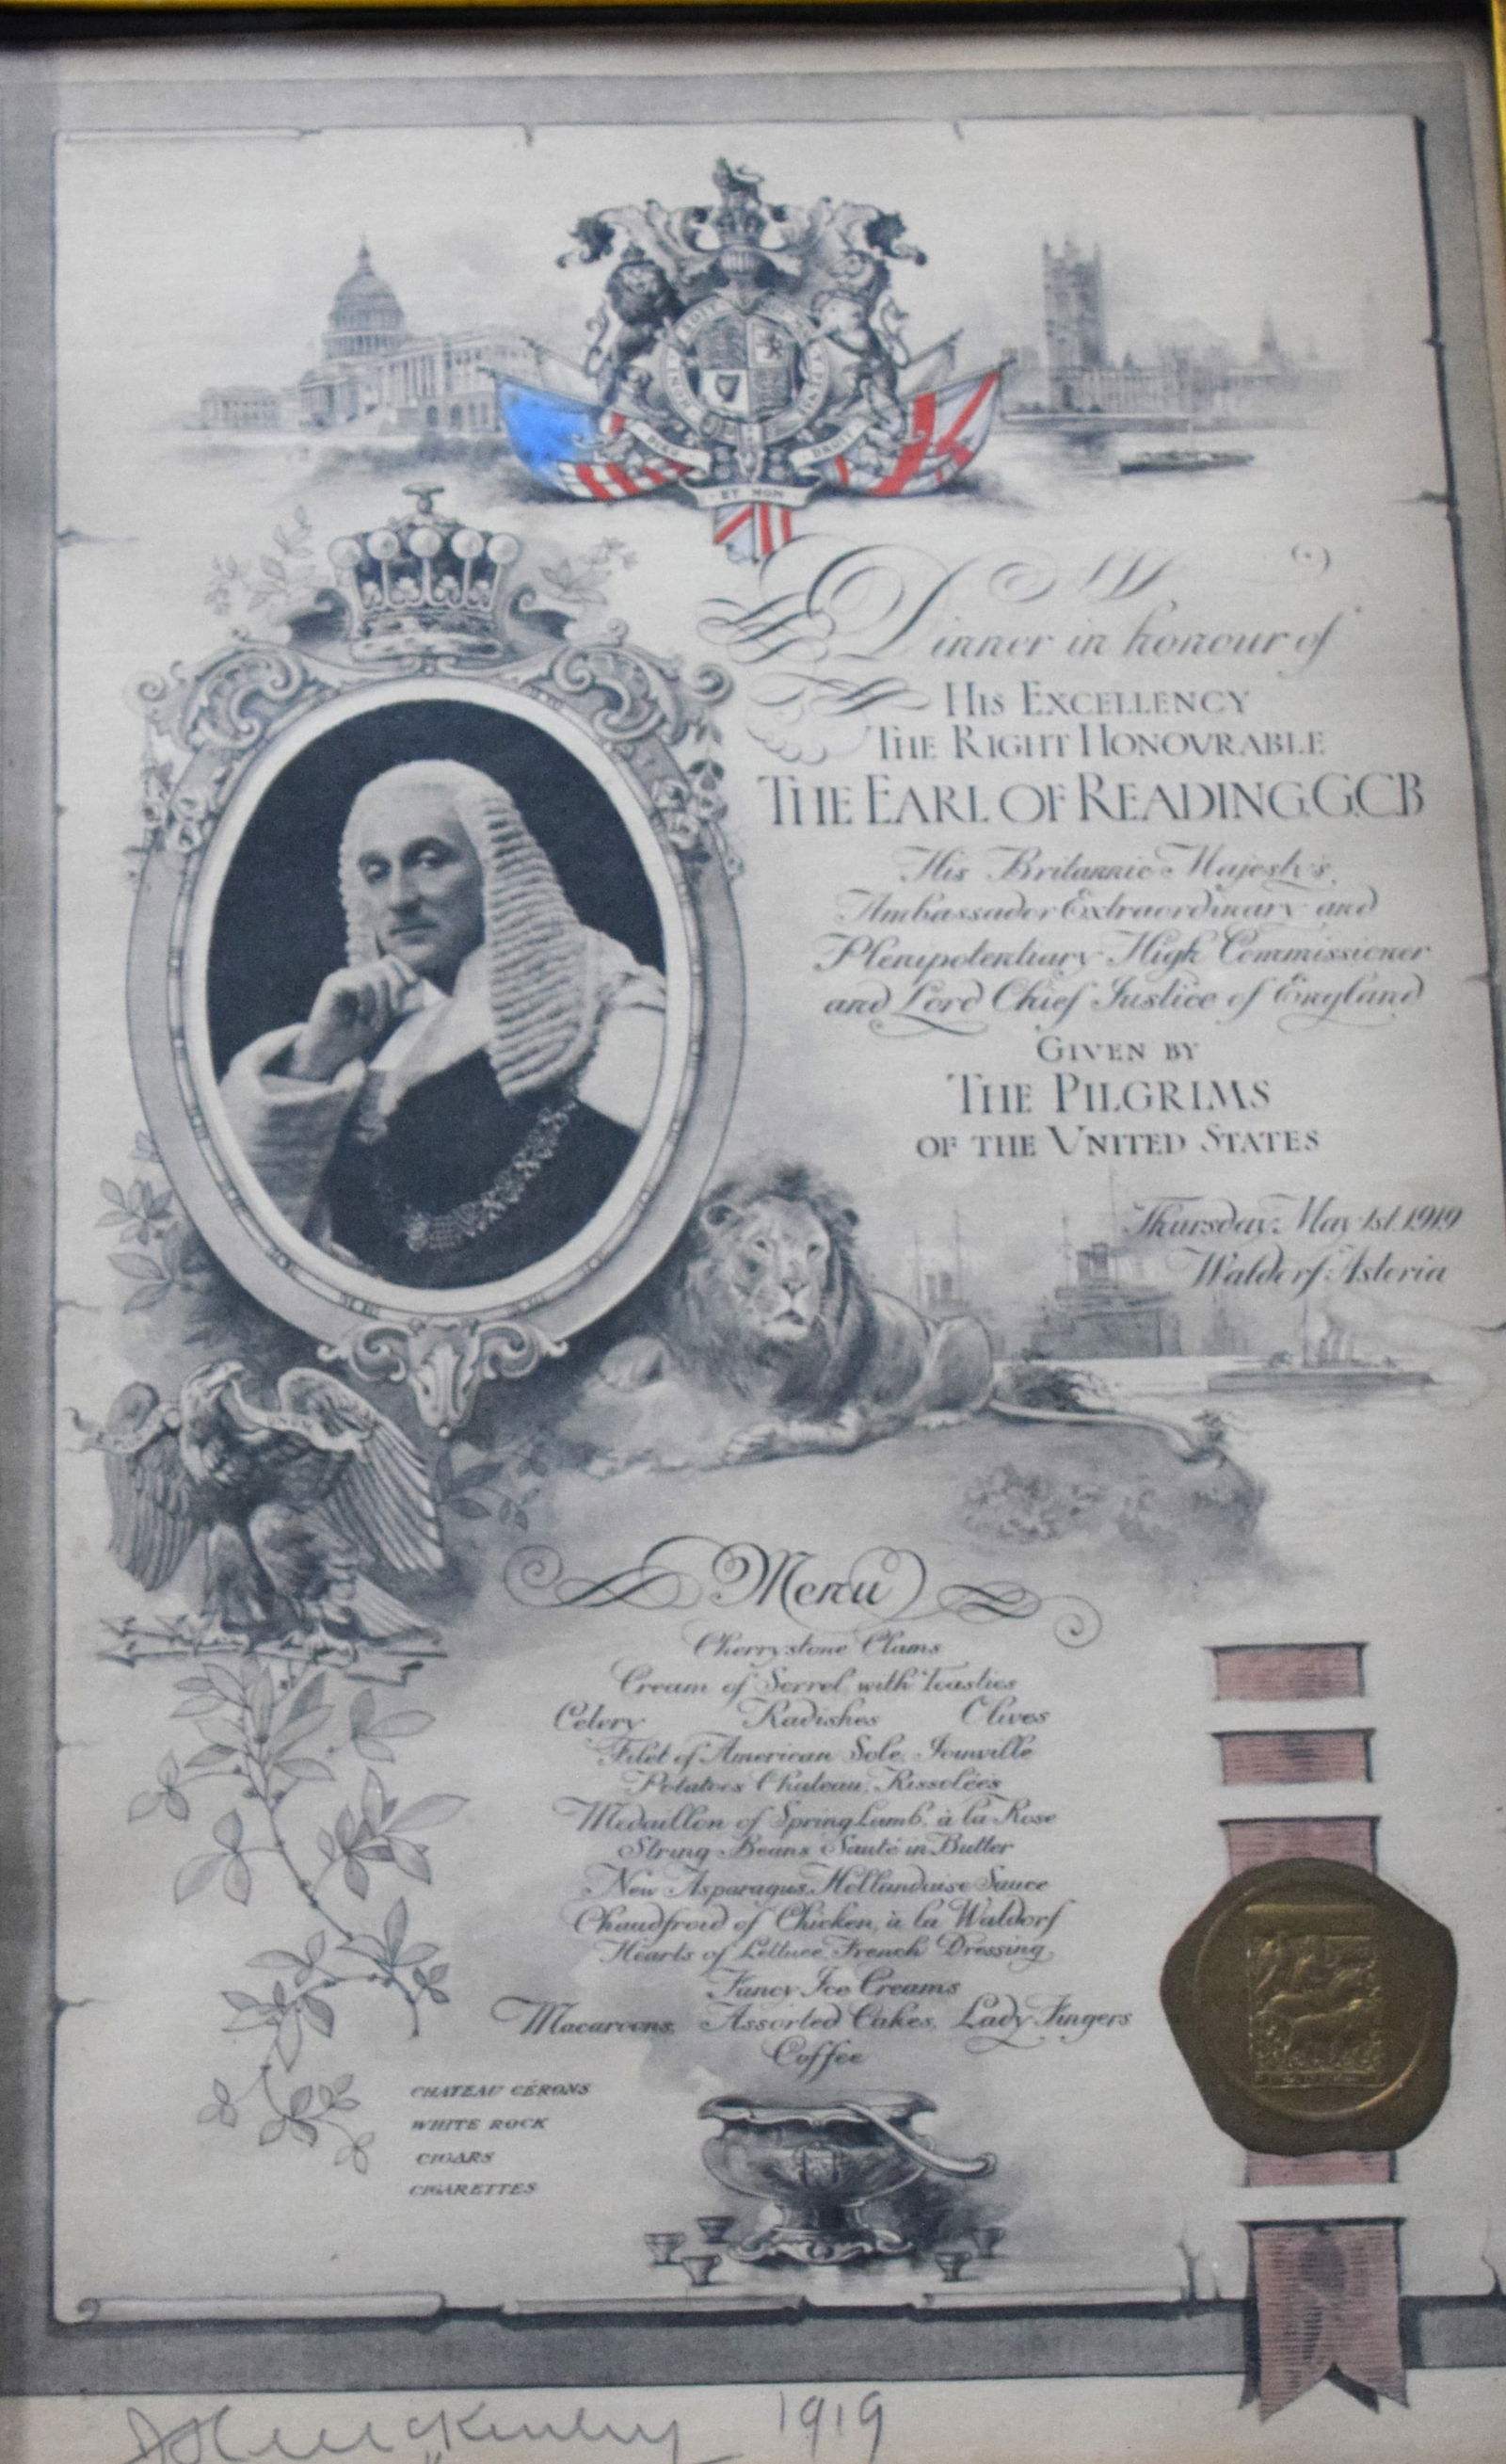 DIEU DROIT
ET MON
Dinner in honour of
HIS EXCELLENCY
THE RIGHT HONOURABLE
THE EARL OF READING, G.C.B
His Britannic Majesty's
Ambassador Extraordinary and
Plenipotentiary High Commissioner
and Lord Chief Justice of England
GIVEN BY
THE PILGRIMS
OF THE UNITED STATES
Thursday, May 1st, 1919
Waldorf-Astoria
UNUM
Menu
Cherrystone Clams
Cream of Sorrel, with Toasties
Celery Radishes Olives
Filet of American Sole, Joinville
Potatoes Chateau, Rissolées
Medaillon of Spring Lamb, à la Rose
String Beans Sauté in Butter
New Asparagus, Hollandaise Sauce
Chaudfroid of Chicken, à la Waldorf
Hearts of Lettuce, French Dressing
Fancy Ice Creams
Macaroons, Assorted Cakes, Lady Fingers
Coffee
CHATEAU CÉRONS
WHITE ROCK
CIGARS
CIGARETTES
1919